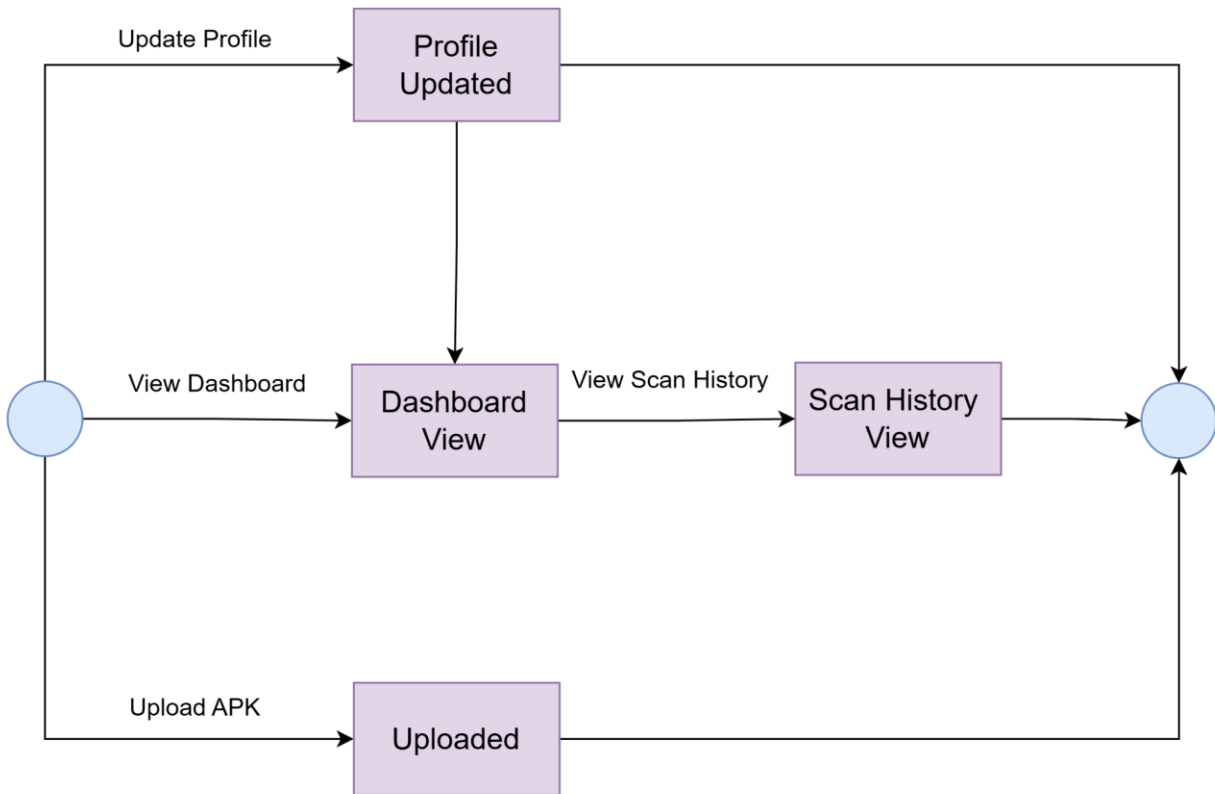 Update Profile
Profile
Updated
View Dashboard
Dashboard
View
View Scan History
Scan History
View
Upload APK
Uploaded